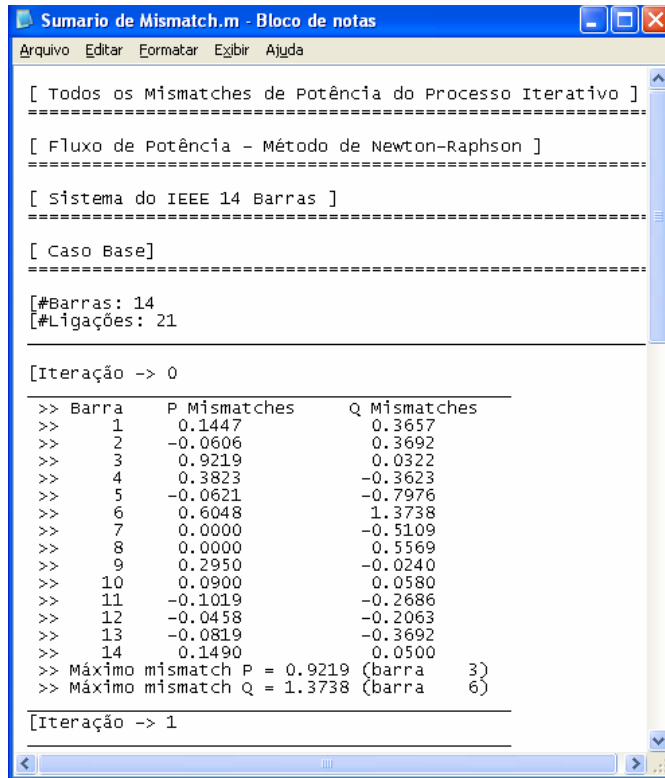 Sumario de Mismatch.m - Bloco de notas
Arquivo Editar Formatar Exibir Ajuda
[ Todos os Mismatches de Potência do Processo Iterativo ]
==========================================================
[ Fluxo de Potência - Método de Newton-Raphson ]
==========================================================
[ Sistema do IEEE 14 Barras ]
==========================================================
[ Caso Base]
==========================================================
[#Barras: 14
[#Ligações: 21
[Iteração -> 0
>> Barra P Mismatches Q Mismatches
>> 1 0.1447 0.3657
>> 2 -0.0606 0.3692
>> 3 0.9219 0.0322
>> 4 0.3823 -0.3623
>> 5 -0.0621 -0.7976
>> 6 0.6048 1.3738
>> 7 0.0000 -0.5109
>> 8 0.0000 0.5569
>> 9 0.2950 -0.0240
>> 10 0.0900 0.0580
>> 11 -0.1019 -0.2686
>> 12 -0.0458 -0.2063
>> 13 -0.0819 -0.3692
>> 14 0.1490 0.0500
>> Máximo mismatch P = 0.9219 (barra 3)
>> Máximo mismatch Q = 1.3738 (barra 6)
[Iteração -> 1